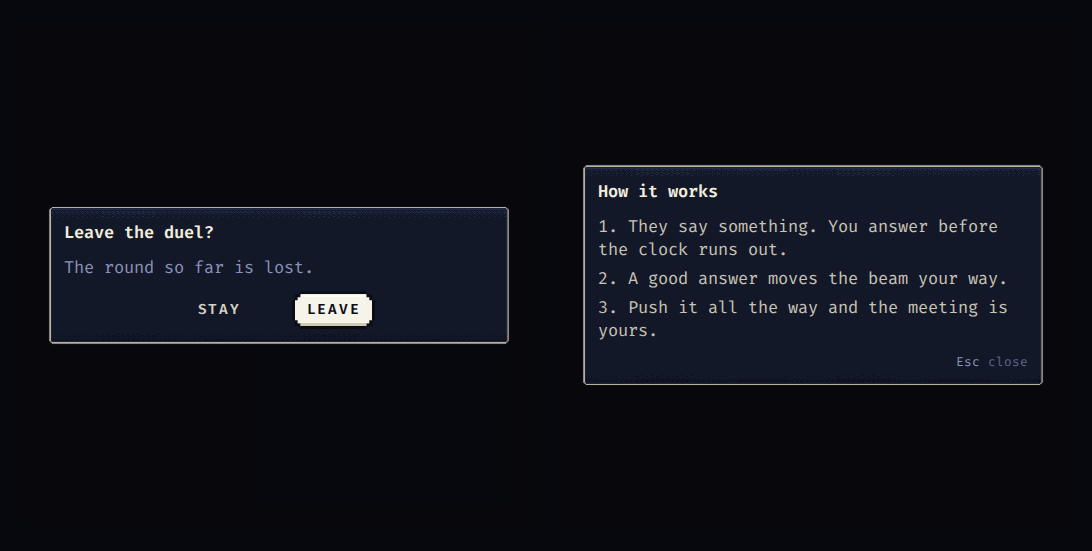 Leave the duel?
The round so far is lost.
STAY LEAVE
How it works
1. They say something. You answer before
the clock runs out.
2. A good answer moves the beam your way.
3. Push it all the way and the meeting is
yours.
Esc close